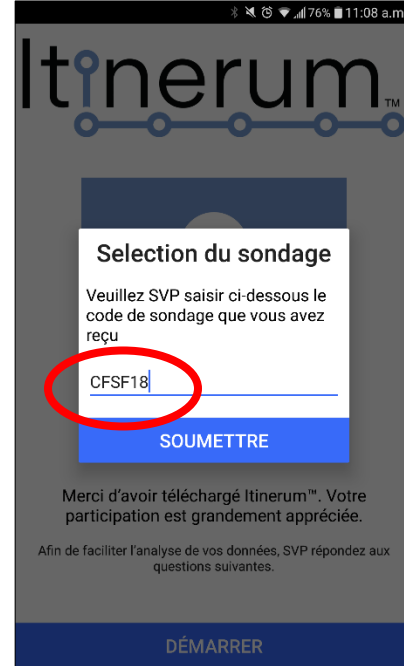 76% 11:08 a.m
Itinerum™
Selection du sondage
Veuillez SVP saisir ci-dessous le
code de sondage que vous avez
reçu
CFSF18
SOUMETTRE
Merci d'avoir téléchargé Itinerum™. Votre
participation est grandement appréciée.
Afin de faciliter l'analyse de vos données, SVP répondez aux
questions suivantes.
DÉMARRER